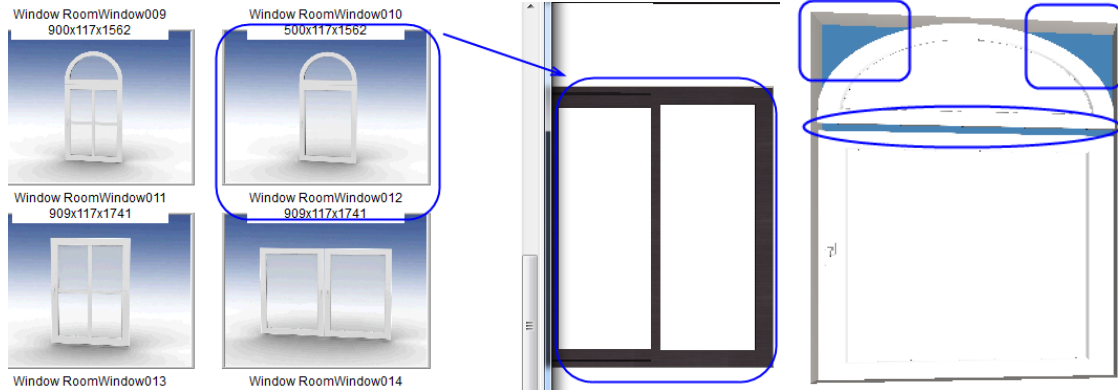 Window RoomWindow009
900x117x1562
Window RoomWindow010
500x117x1562
Window RoomWindow011
909x117x1741
Window RoomWindow012
909x117x1741
Window RoomWindow013
Window RoomWindow014